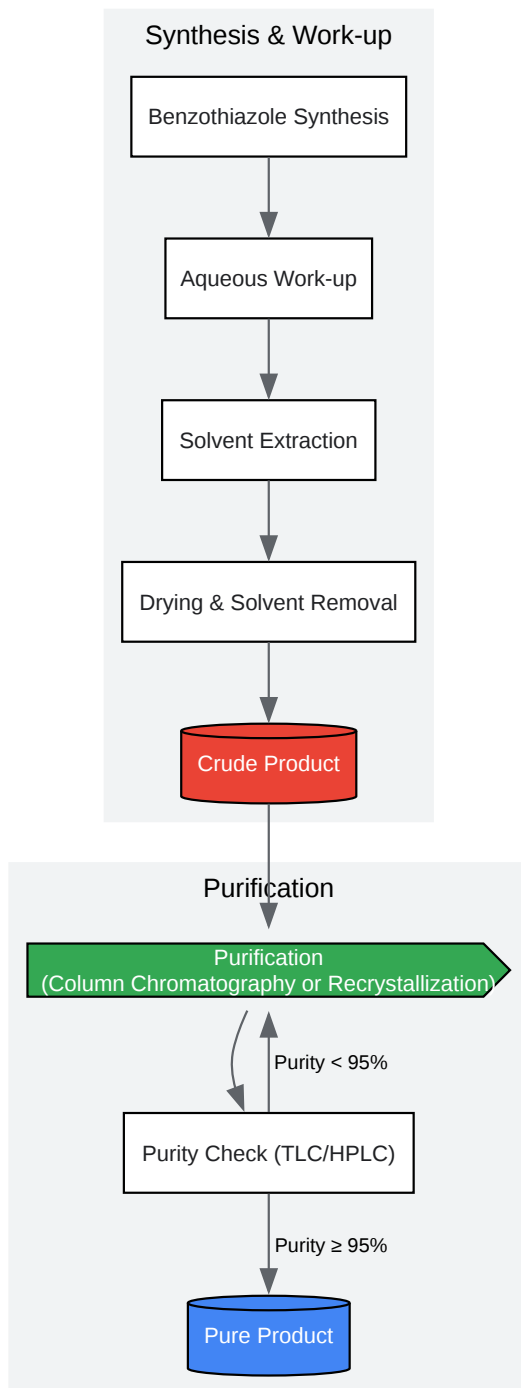 Synthesis & Work-up
Benzothiazole Synthesis
Aqueous Work-up
Solvent Extraction
Drying & Solvent Removal
Crude Product
Purification
Purification
(Column Chromatography or Recrystallization)
Purity < 95%
Purity Check (TLC/HPLC)
Purity ≥ 95%
Pure Product